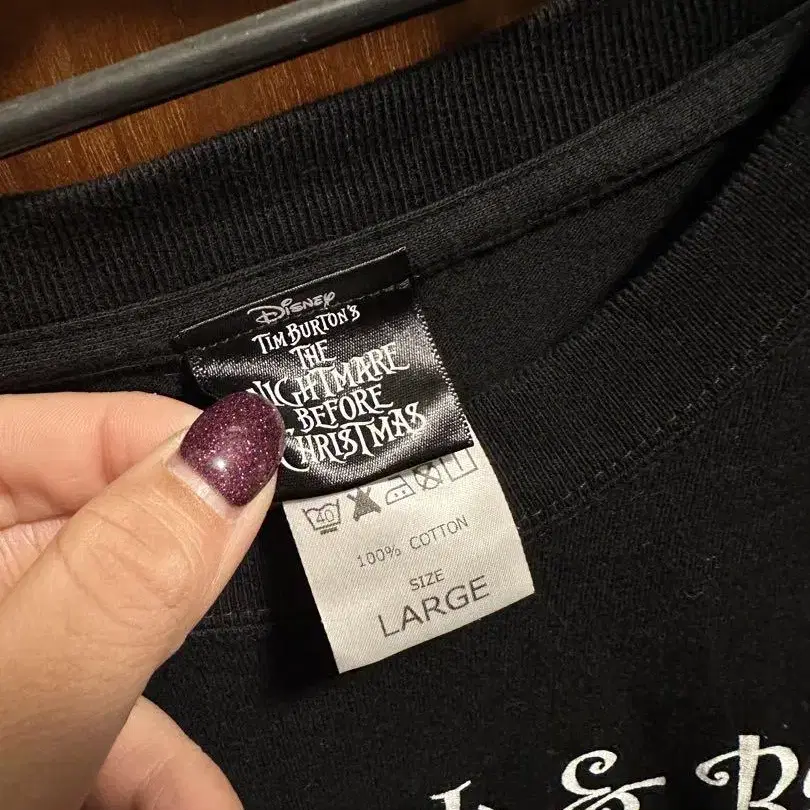 Disney
TIM BURTON'S
THE
NIGHTMARE
BEFORE
CHRISTMAS
40
100% COTTON
SIZE
LARGE
&